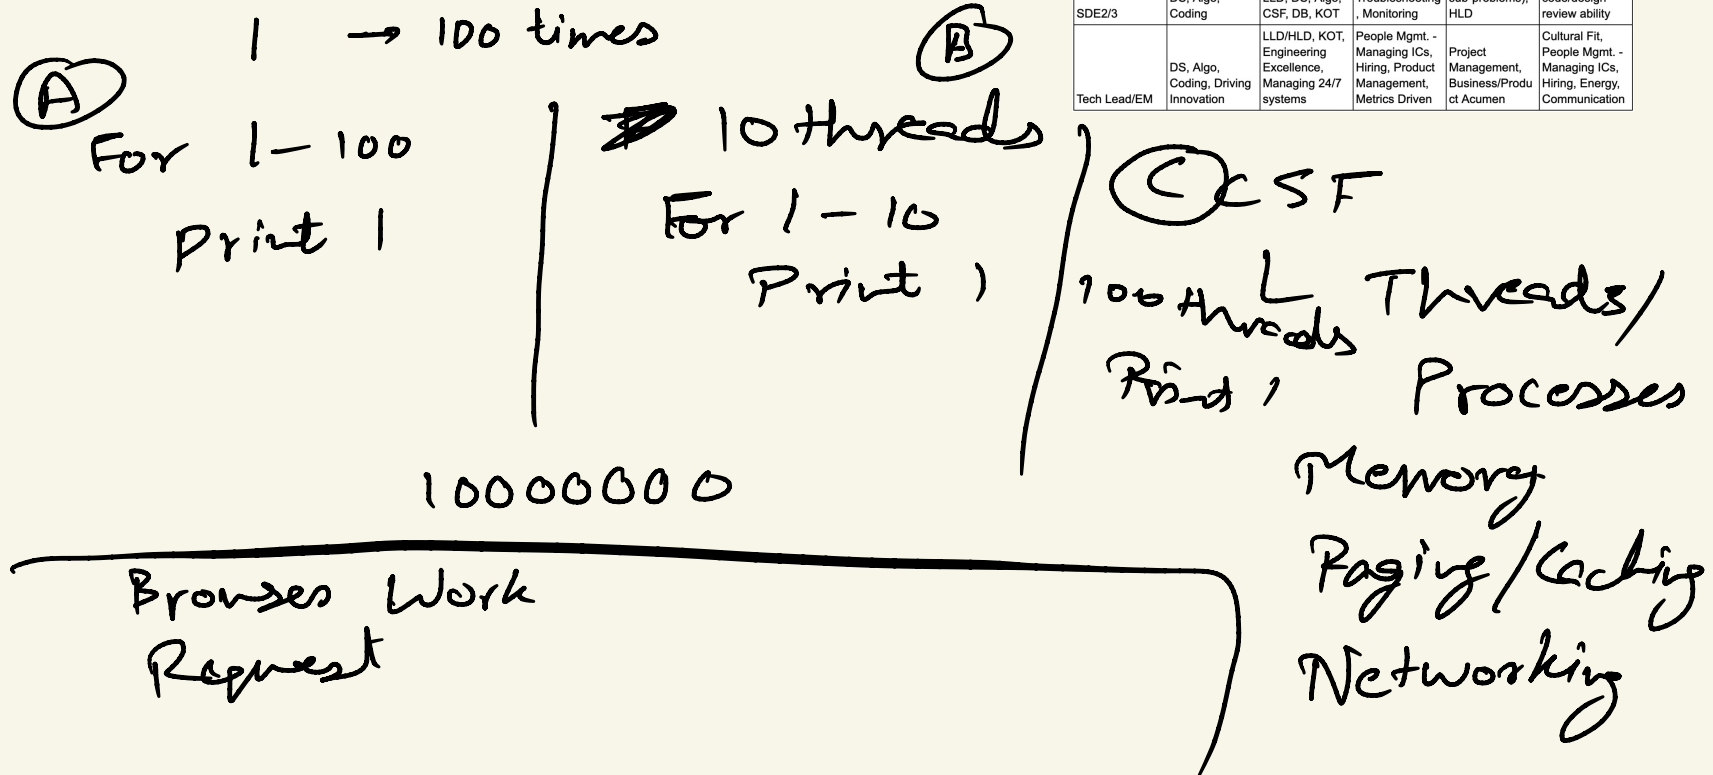 1 → 100 times
A
For 1 - 100
Print 1
B
10 threads
For 1 - 10
Print 1
SDE2/3
Coding
CSF, DB, KOT
, Monitoring
HLD
review ability
Tech Lead/EM
DS, Algo,
Coding, Driving
Innovation
LLD/HLD, KOT,
Engineering
Excellence,
Managing 24/7
systems
People Mgmt. -
Managing ICs,
Hiring, Product
Management,
Metrics Driven
Project
Management,
Business/Produ
ct Acumen
Cultural Fit,
People Mgmt. -
Managing ICs,
Hiring, Energy,
Communication
C
100 threads
Print 1
CSF
Threads/
Processes
Memory
Paging/Caching
Networking
10000000
Browses Work
Request